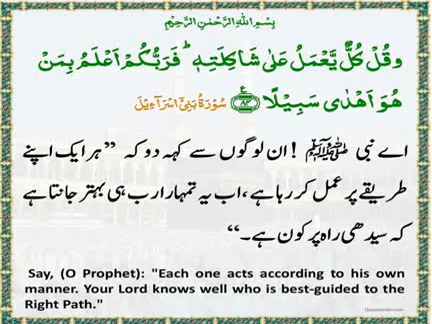 بِسْمِ اللهِ الرَّحْمٰنِ الرَّحِيْمِ
وقُلْ كُلٌّ يَّعْمَلُ عَلٰى شَاكِلَتِهٖ ؕ فَرَبُّكُمْ اَعْلَمُ بِمَنْ
هُوَ اَهْدٰى سَبِيْلًا ۸۴ سُوْرَةُ بَنِيْٓ اِسْرَآءِيْلَ
اے نبی ﷺ ! ان لوگوں سے کہہ دو کہ ”ہر ایک اپنے
طریقے پر عمل کر رہا ہے، اب یہ تمہارا رب ہی بہتر جانتا ہے
کہ سیدھی راہ پر کون ہے۔“
Say, (O Prophet): "Each one acts according to his own
manner. Your Lord knows well who is best-guided to the
Right Path."